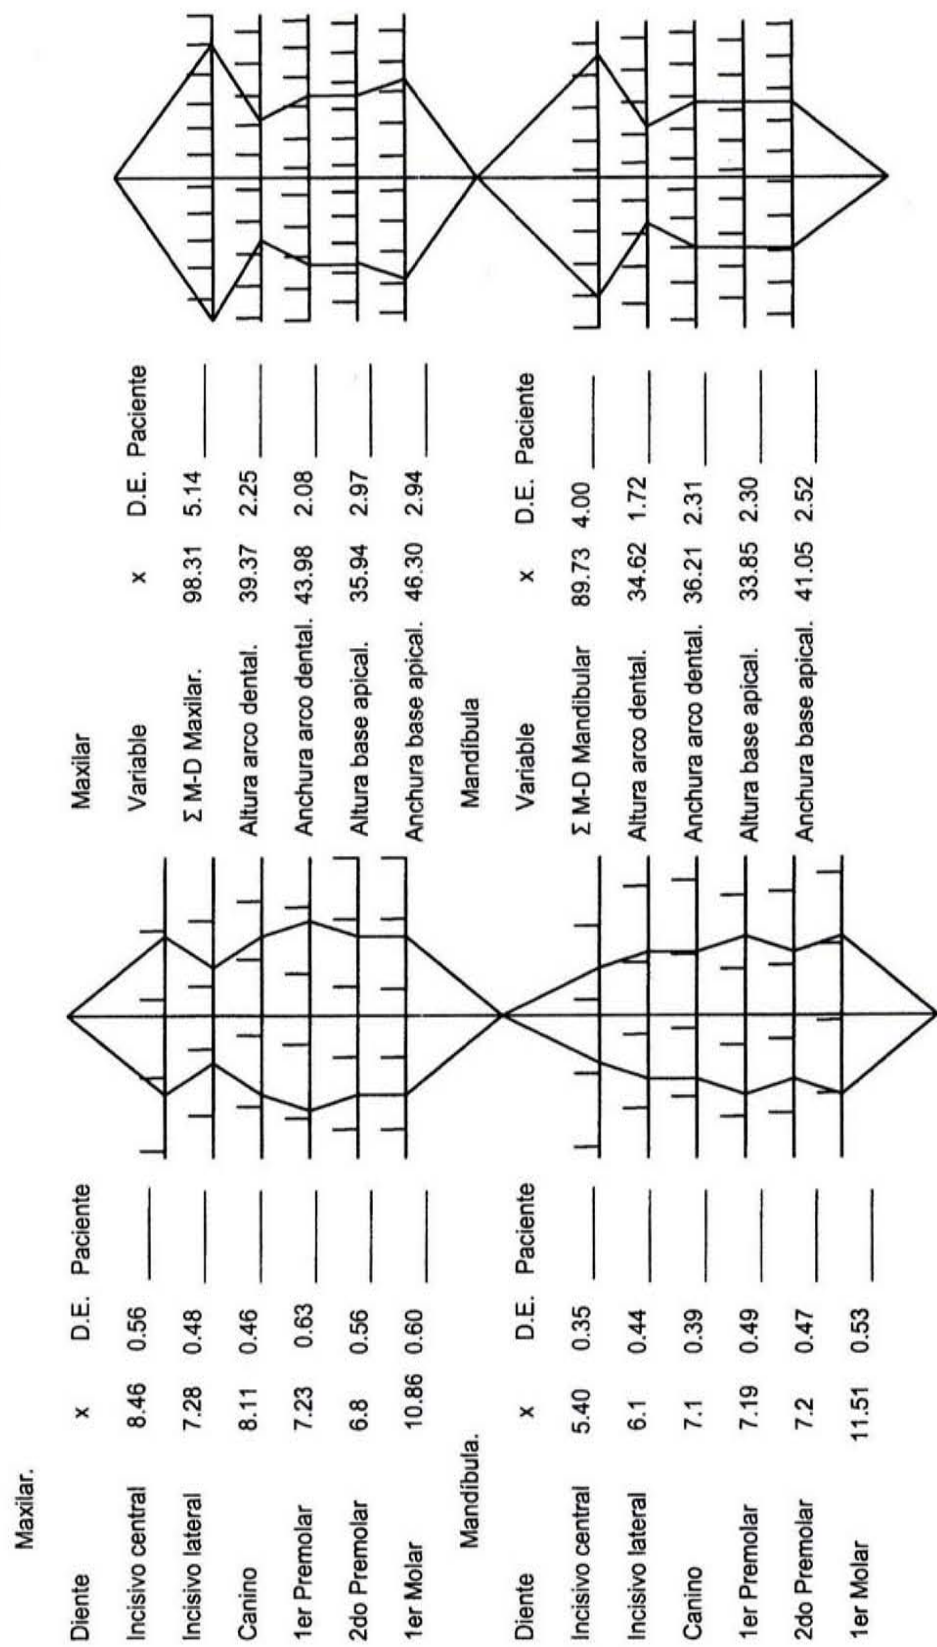 Maxilar.
Diente x D.E. Paciente
Incisivo central 8.46 0.56
Incisivo lateral 7.28 0.48
Canino 8.11 0.46
1er Premolar 7.23 0.63
2do Premolar 6.8 0.56
1er Molar 10.86 0.60
Mandíbula.
Diente x D.E. Paciente
Incisivo central 5.40 0.35
Incisivo lateral 6.1 0.44
Canino 7.1 0.39
1er Premolar 7.19 0.49
2do Premolar 7.2 0.47
1er Molar 11.51 0.53
Maxilar
Variable x D.E. Paciente
Σ M-D Maxilar. 98.31 5.14
Altura arco dental. 39.37 2.25
Anchura arco dental. 43.98 2.08
Altura base apical. 35.94 2.97
Anchura base apical. 46.30 2.94
Mandíbula
Variable x D.E. Paciente
Σ M-D Mandibular 89.73 4.00
Altura arco dental. 34.62 1.72
Anchura arco dental. 36.21 2.31
Altura base apical. 33.85 2.30
Anchura base apical. 41.05 2.52